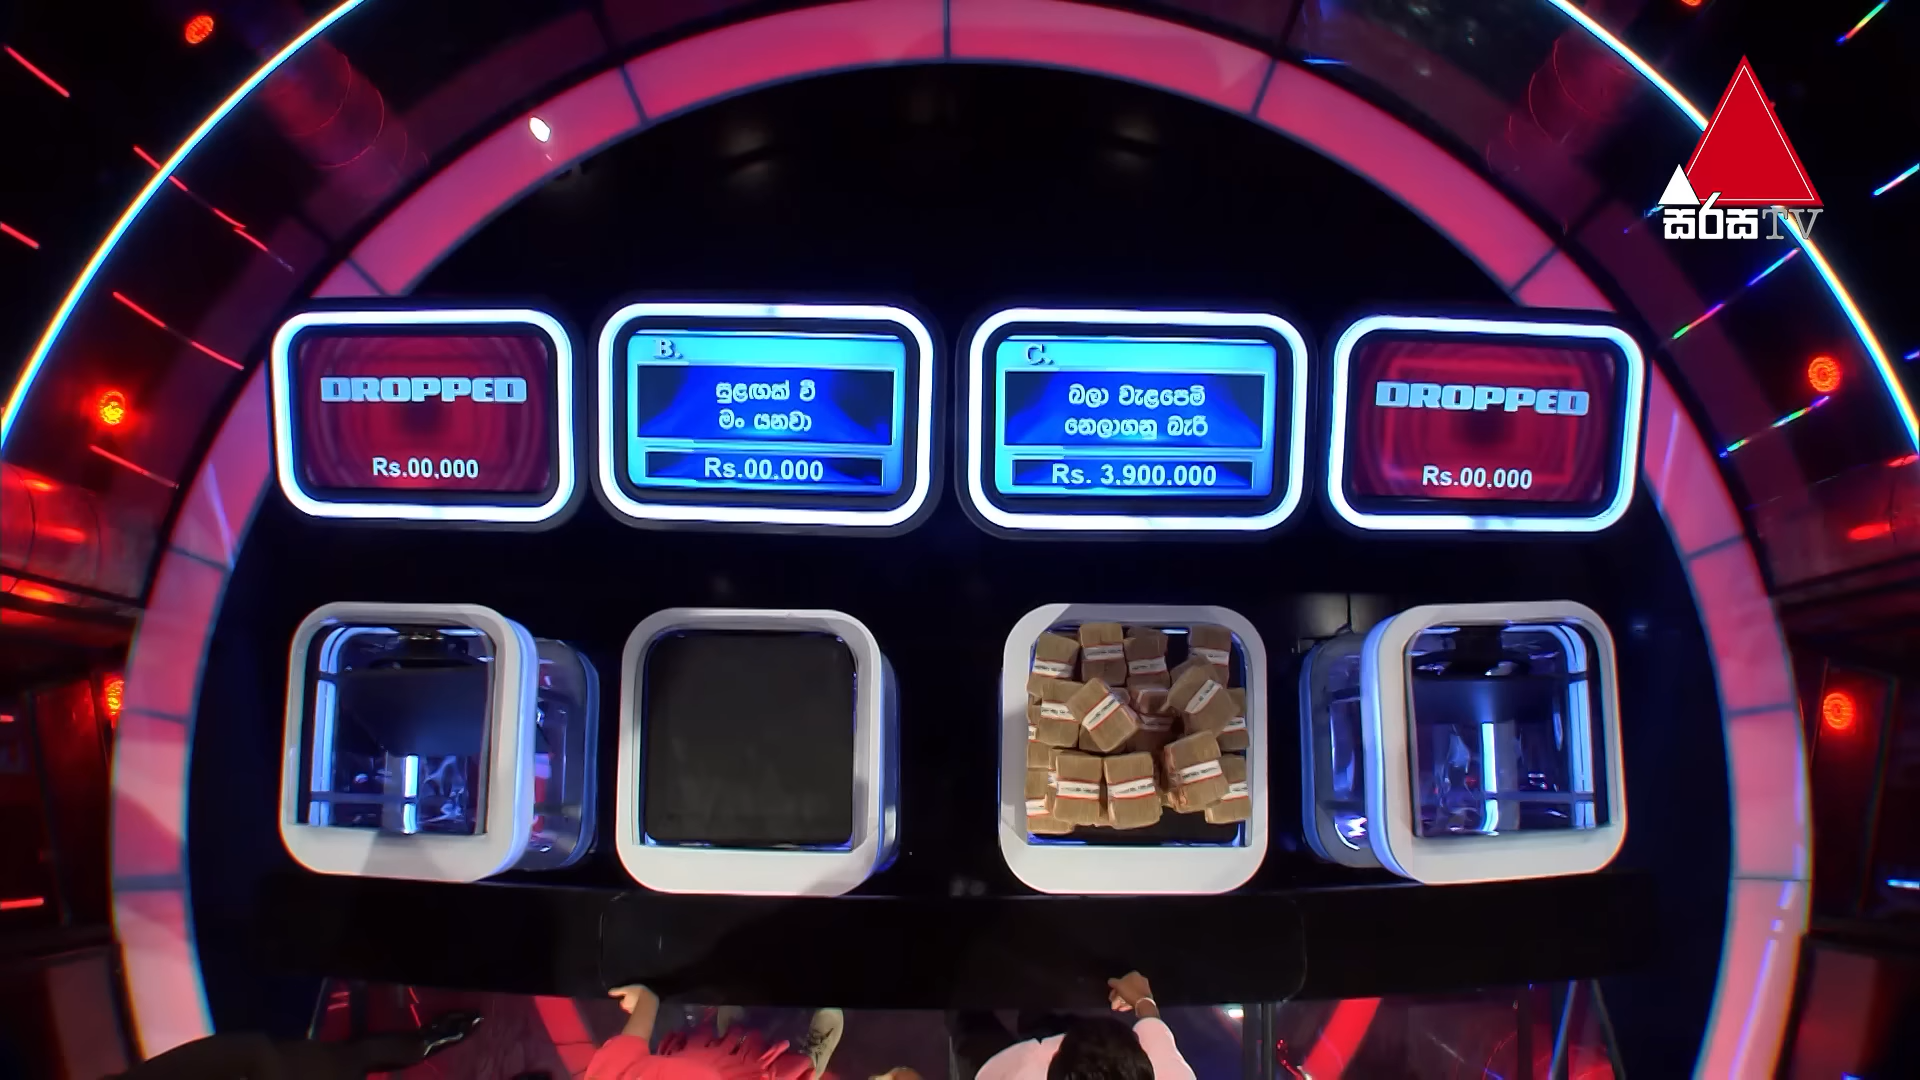 සිරස TV
DROPPED
Rs.00,000
B.
සුළඟක් වී
මං යනවා
Rs.00.000
C.
බලා වැළපෙමි
නෙලාගනු බැරි
Rs. 3.900.000
DROPPED
Rs.00.000